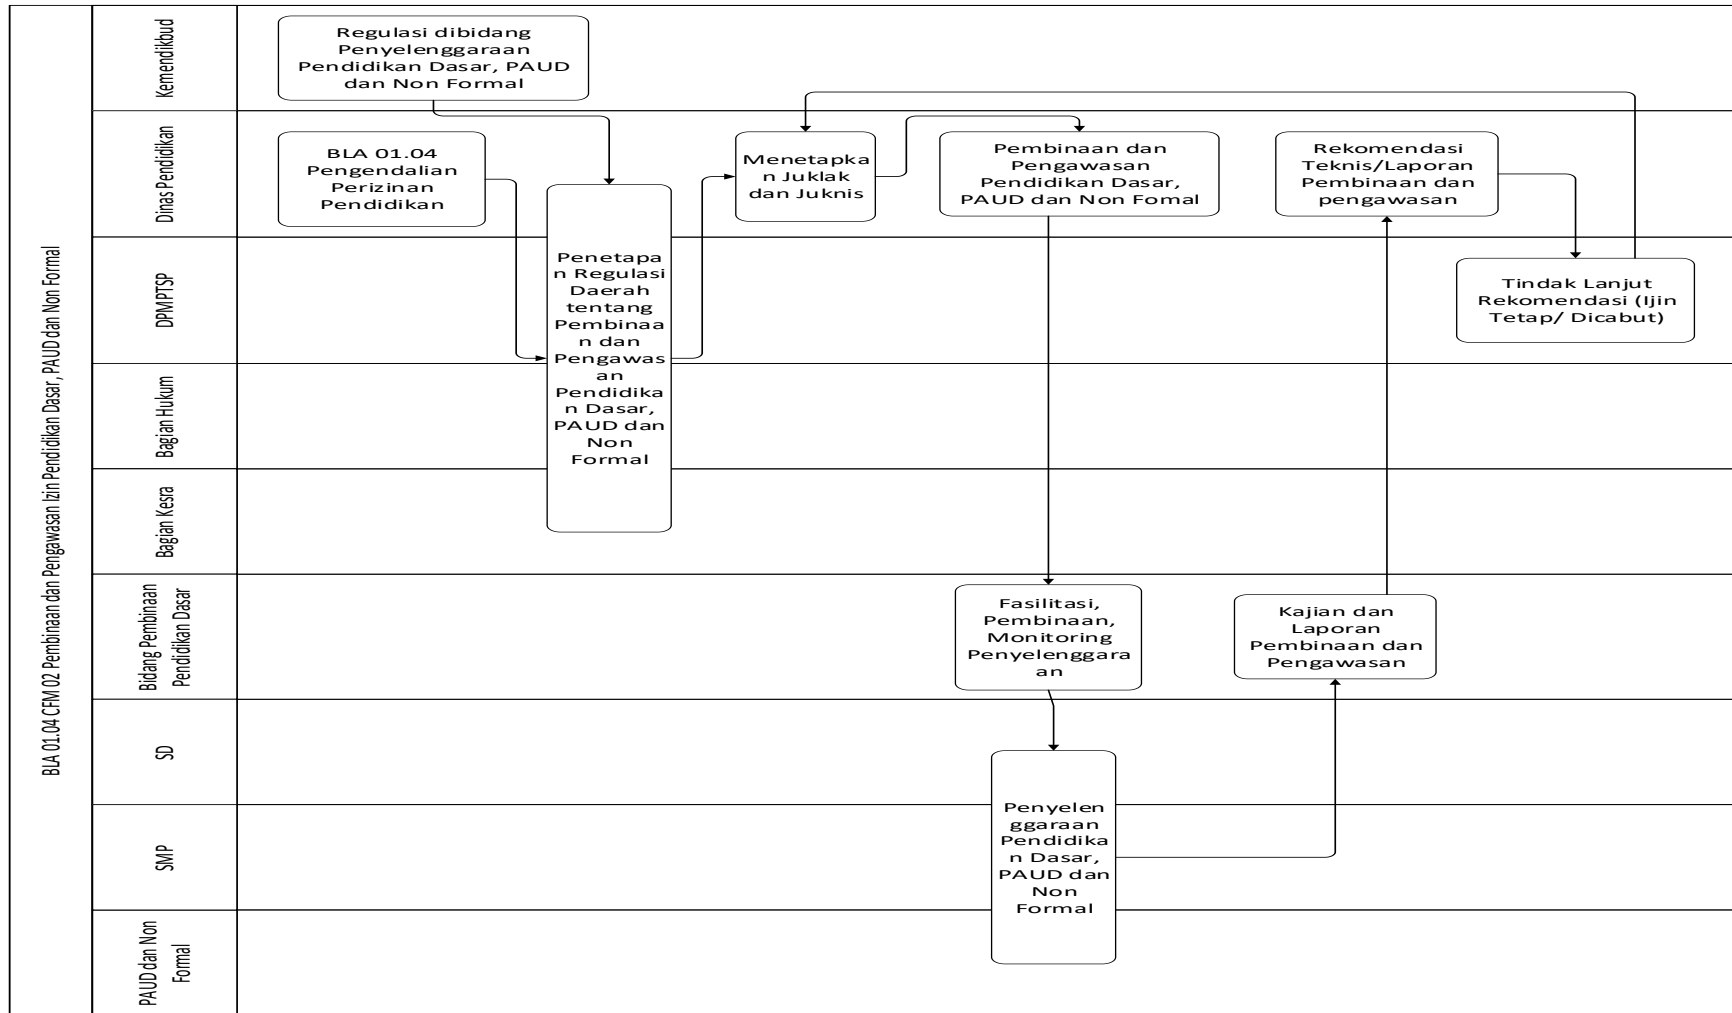 BLA 01.04 CFM 02 Pembinaan dan Pengawasan Izin Pendidikan Dasar, PAUD dan Non Formal
Kemendikbud
Regulasi dibidang
Penyelenggaraan
Pendidikan Dasar, PAUD
dan Non Formal
Dinas Pendidikan
BLA 01.04
Pengendalian
Perizinan
Pendidikan
Menetapka
n Juklak
dan Juknis
Pembinaan dan
Pengawasan
Pendidikan Dasar,
PAUD dan Non Fomal
Rekomendasi
Teknis/Laporan
Pembinaan dan
pengawasan
DPMPTSP
Penetapa
n Regulasi
Daerah
tentang
Pembinaa
n dan
Pengawas
an
Pendidika
n Dasar,
PAUD dan
Non
Formal
Tindak Lanjut
Rekomendasi (Ijin
Tetap/ Dicabut)
Bagian Hukum
Bagian Kesra
Bidang Pembinaan
Pendidikan Dasar
Fasilitasi,
Pembinaan,
Monitoring
Penyelenggara
an
Kajian dan
Laporan
Pembinaan dan
Pengawasan
SD
SMP
Penyelen
ggaraan
Pendidika
n Dasar,
PAUD dan
Non
Formal
PAUD dan Non
Formal